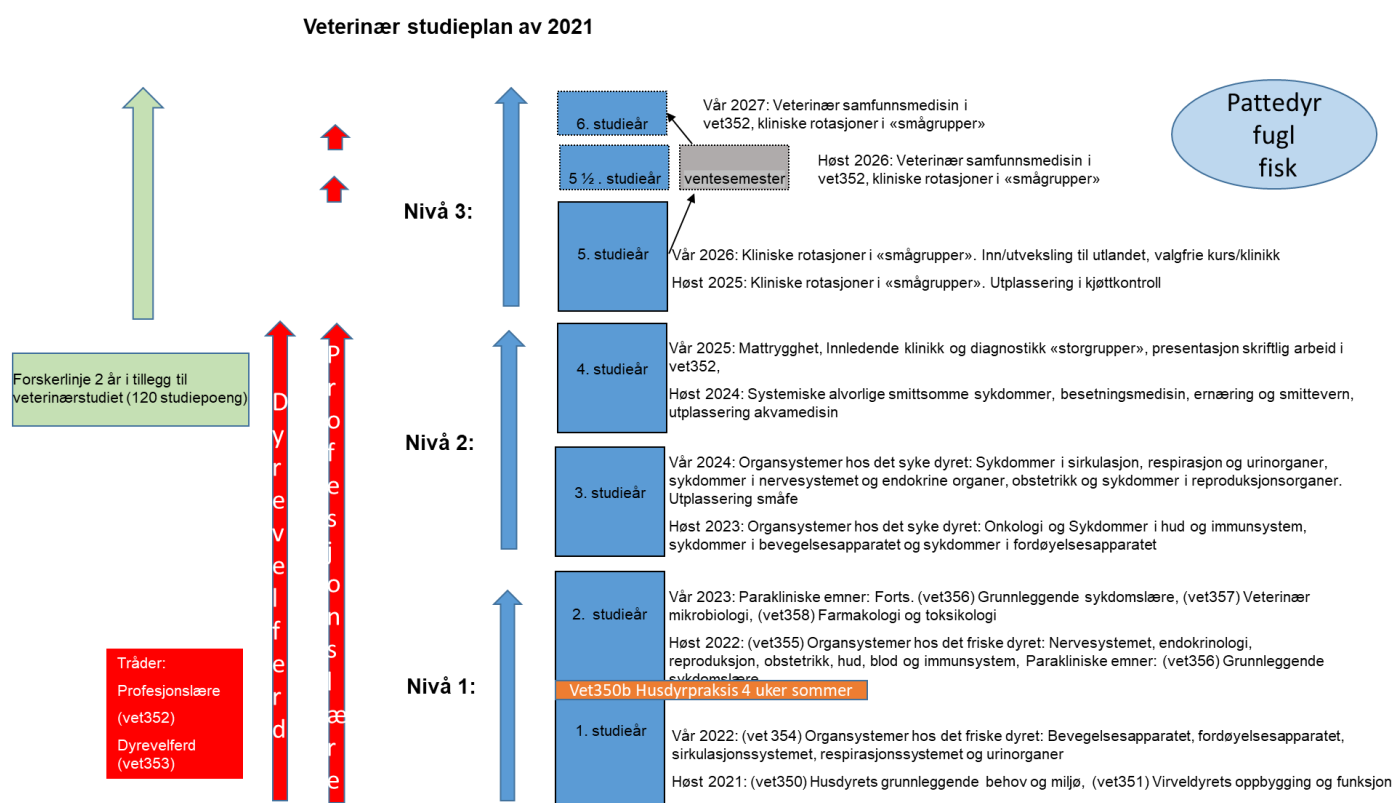 Veterinær studieplan av 2021
Pattedyr
fugl
fisk
6. studieår
Vår 2027: Veterinær samfunnsmedisin i
vet352, kliniske rotasjoner i «smågrupper»
5 ½ . studieår
ventesemester
Høst 2026: Veterinær samfunnsmedisin i
vet352, kliniske rotasjoner i «smågrupper»
Nivå 3:
5. studieår
Vår 2026: Kliniske rotasjoner i «smågrupper». Inn/utveksling til utlandet, valgfrie kurs/klinikk
Høst 2025: Kliniske rotasjoner i «smågrupper». Utplassering i kjøttkontroll
Forskerlinje 2 år i tillegg til
veterinærstudiet (120 studiepoeng)
Dyrevelferd
Profesjonslære
4. studieår
Vår 2025: Mattrygghet, Innledende klinikk og diagnostikk «storgrupper», presentasjon skriftlig arbeid i
vet352,
Høst 2024: Systemiske alvorlige smittsomme sykdommer, besetningsmedisin, ernæring og smittevern,
utplassering akvamedisin
Nivå 2:
3. studieår
Vår 2024: Organsystemer hos det syke dyret: Sykdommer i sirkulasjon, respirasjon og urinorganer,
sykdommer i nervesystemet og endokrine organer, obstetrikk og sykdommer i reproduksjonsorganer.
Utplassering småfe
Høst 2023: Organsystemer hos det syke dyret: Onkologi og Sykdommer i hud og immunsystem,
sykdommer i bevegelsesapparatet og sykdommer i fordøyelsesapparatet
2. studieår
Vår 2023: Parakliniske emner: Forts. (vet356) Grunnleggende sykdomslære, (vet357) Veterinær
mikrobiologi, (vet358) Farmakologi og toksikologi
Høst 2022: (vet355) Organsystemer hos det friske dyret: Nervesystemet, endokrinologi,
reproduksjon, obstetrikk, hud, blod og immunsystem, Parakliniske emner: (vet356) Grunnleggende
sykdomslære
Nivå 1:
Vet350b Husdyrpraksis 4 uker sommer
Tråder:
Profesjonslære
(vet352)
Dyrevelferd
(vet353)
1. studieår
Vår 2022: (vet 354) Organsystemer hos det friske dyret: Bevegelsesapparat, fordøyelsesapparat,
sirkulasjonssystemet, respirasjonssystemet og urinorganer
Høst 2021: (vet350) Husdyrets grunnleggende behov og miljø, (vet351) Virveldyrets oppbygging og funksjon